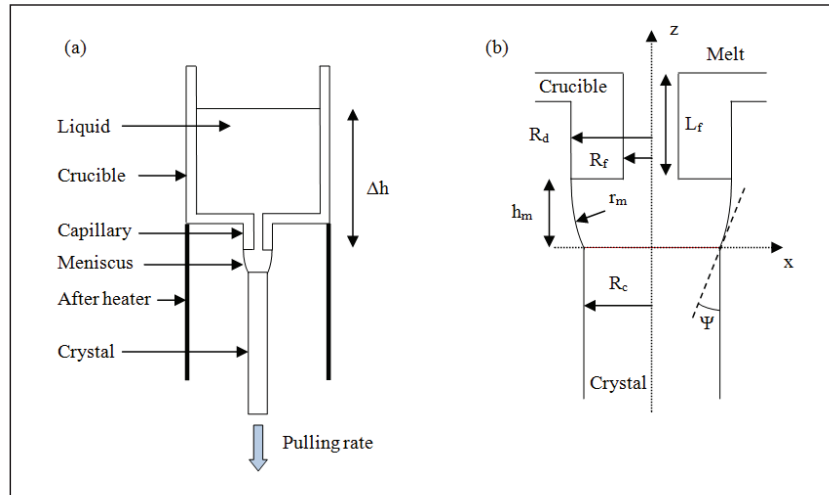 (a)
Liquid
Crucible
Δh
Capillary
Meniscus
After heater
Crystal
Pulling rate
(b)
z
Melt
Crucible
R_d
L_f
R_f
h_m
r_m
x
R_c
Ψ
Crystal